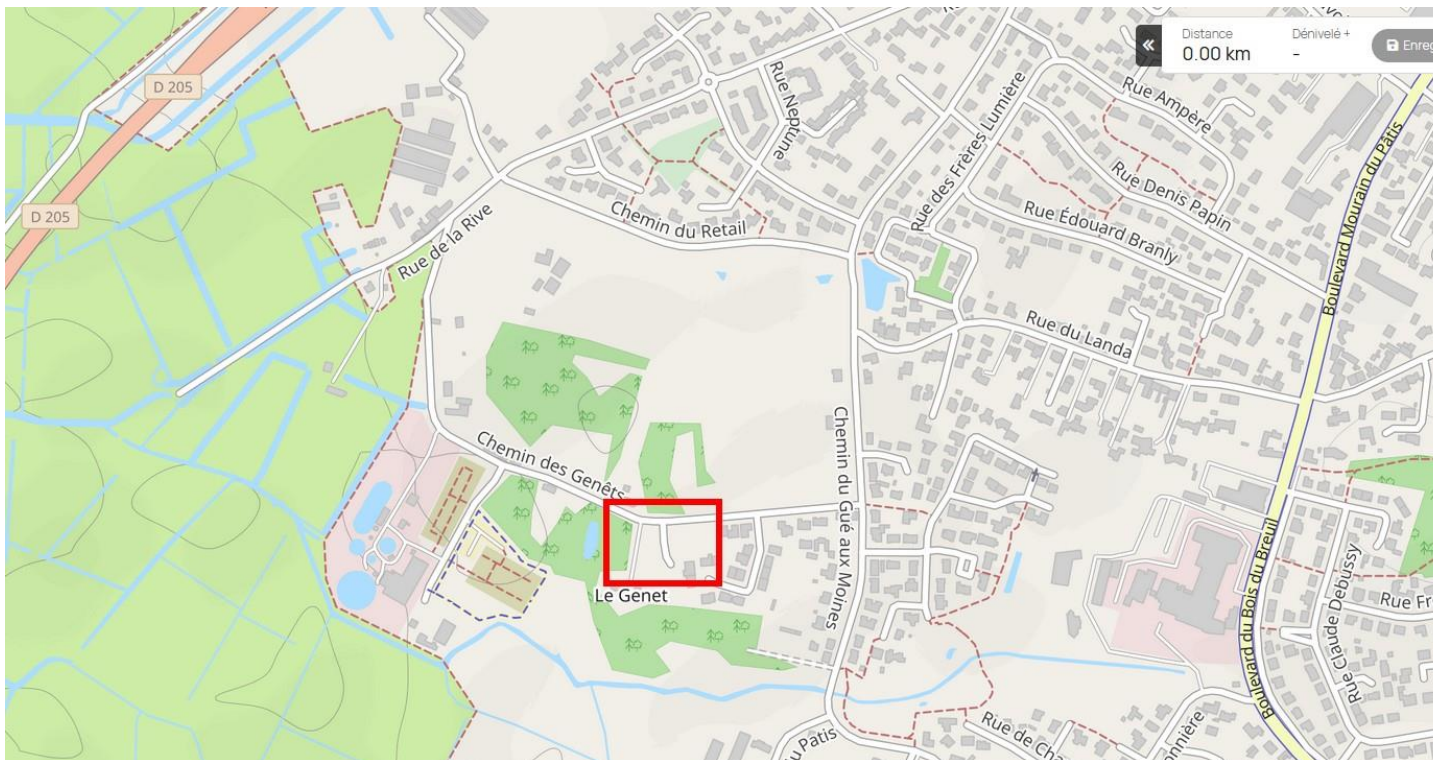 «
Distance
0.00 km
Dénivelé +
-
Enreg
D 205
Rue Neptune
Rue Ampère
Rue des Frères Lumière
Rue Denis Papin
Boulevard Mourain du Pâtis
D 205
Chemin du Retail
Rue Édouard Branly
Rue de la Rive
Rue du Landa
Chemin des Genêts
Chemin du Gué aux Moines
Le Genet
Boulevard du Bois du Breuil
Rue Claude Debussy
Rue Fr
Rue de Cha
onnière
u Patis